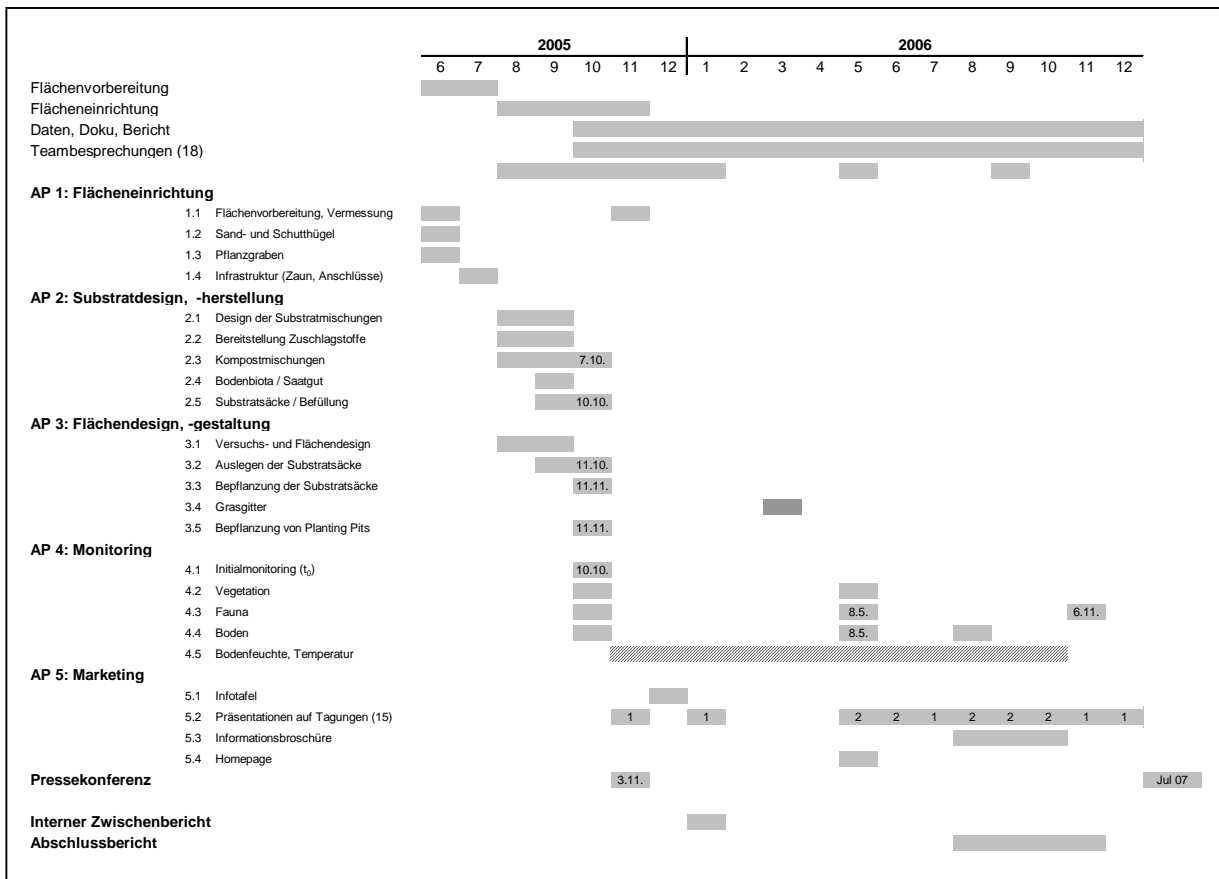 2005 2006
6 7 8 9 10 11 12 1 2 3 4 5 6 7 8 9 10 11 12
Flächenvorbereitung
Flächeneinrichtung
Daten, Doku, Bericht
Teambesprechungen (18)
AP 1: Flächeneinrichtung
1.1 Flächenvorbereitung, Vermessung
1.2 Sand- und Schutthügel
1.3 Pflanzgraben
1.4 Infrastruktur (Zaun, Anschlüsse)
AP 2: Substratdesign, -herstellung
2.1 Design der Substratmischungen
2.2 Bereitstellung Zuschlagstoffe
2.3 Kompostmischungen 7.10.
2.4 Bodenbiota / Saatgut
2.5 Substratsäcke / Befüllung 10.10.
AP 3: Flächendesign, -gestaltung
3.1 Versuchs- und Flächendesign
3.2 Auslegen der Substratsäcke 11.10.
3.3 Bepflanzung der Substratsäcke 11.11.
3.4 Grasgitter
3.5 Bepflanzung von Planting Pits 11.11.
AP 4: Monitoring
4.1 Initialmonitoring (t0) 10.10.
4.2 Vegetation
4.3 Fauna 8.5. 6.11.
4.4 Boden 8.5.
4.5 Bodenfeuchte, Temperatur
AP 5: Marketing
5.1 Infotafel
5.2 Präsentationen auf Tagungen (15) 1 1 2 2 1 2 2 2 1 1
5.3 Informationsbroschüre
5.4 Homepage
Pressekonferenz 3.11. Jul 07
Interner Zwischenbericht
Abschlussbericht